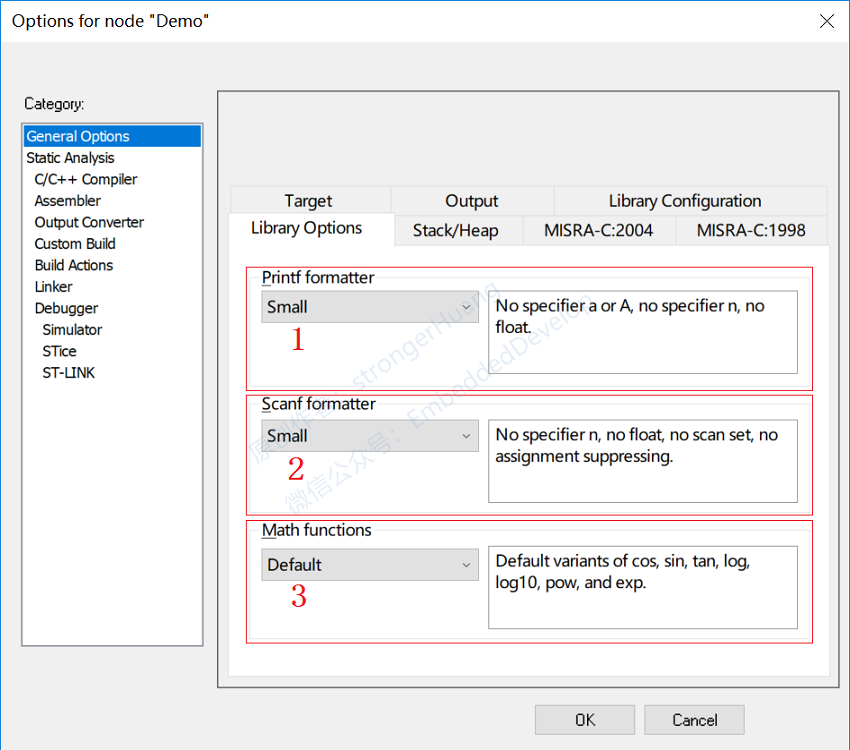 Options for node "Demo"
Category:
General Options
Static Analysis
C/C++ Compiler
Assembler
Output Converter
Custom Build
Build Actions
Linker
Debugger
Simulator
STice
ST-LINK
Target Output Library Configuration
Library Options Stack/Heap MISRA-C:2004 MISRA-C:1998
Printf formatter
Small
No specifier a or A, no specifier n, no
float.
1
Scanf formatter
Small
No specifier n, no float, no scan set, no
assignment suppressing.
2
Math functions
Default
Default variants of cos, sin, tan, log,
log10, pow, and exp.
3
OK Cancel
strongerHuang
微信公众号：EmbeddedDevelop